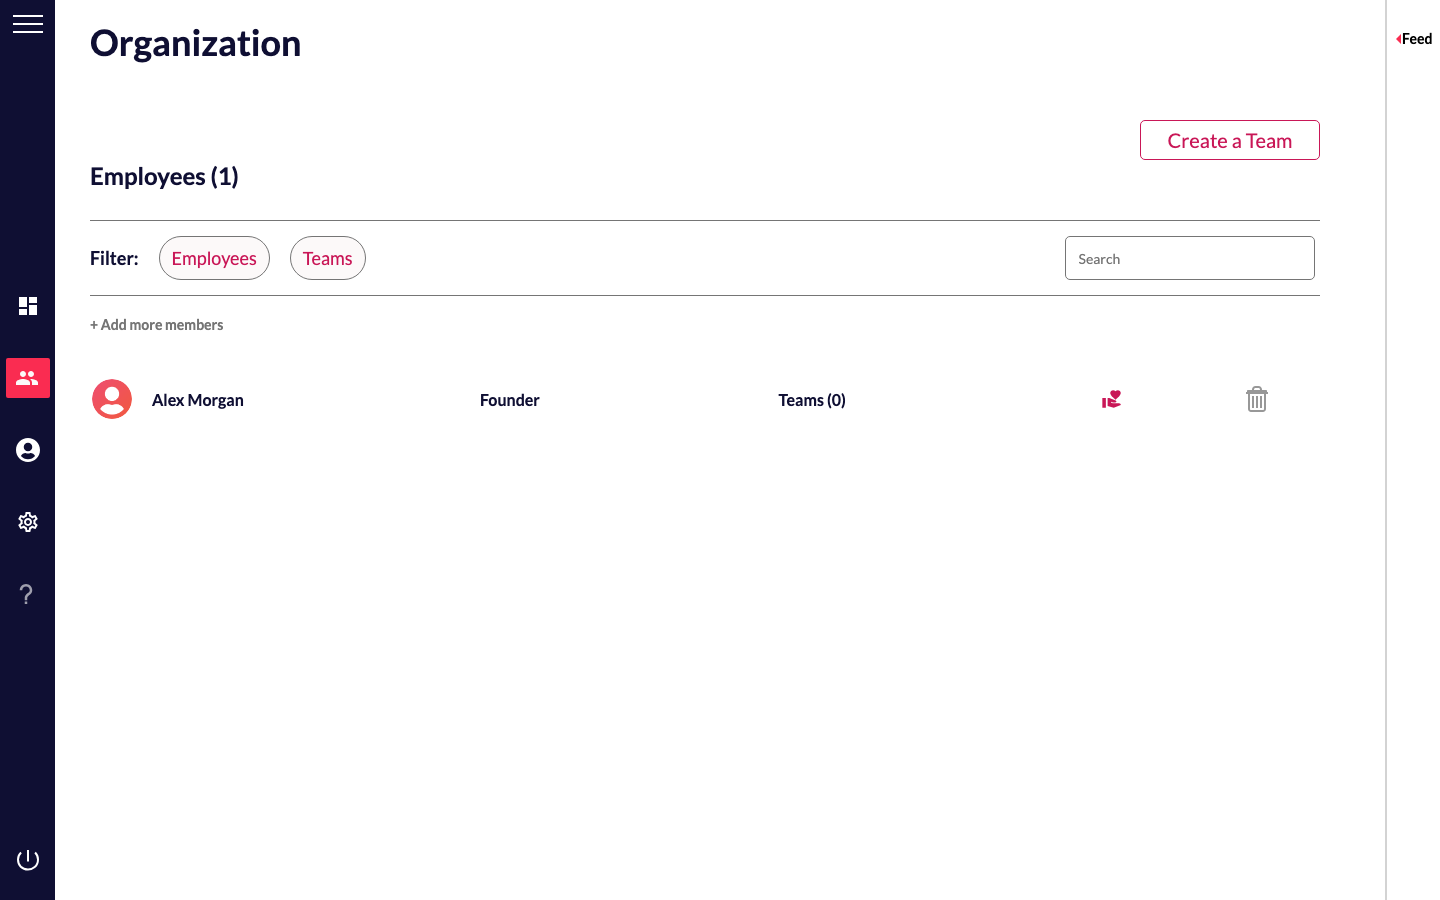 Organization
Feed
Create a Team
Employees (1)
Filter: Employees Teams Search
+ Add more members
Alex Morgan Founder Teams (0)